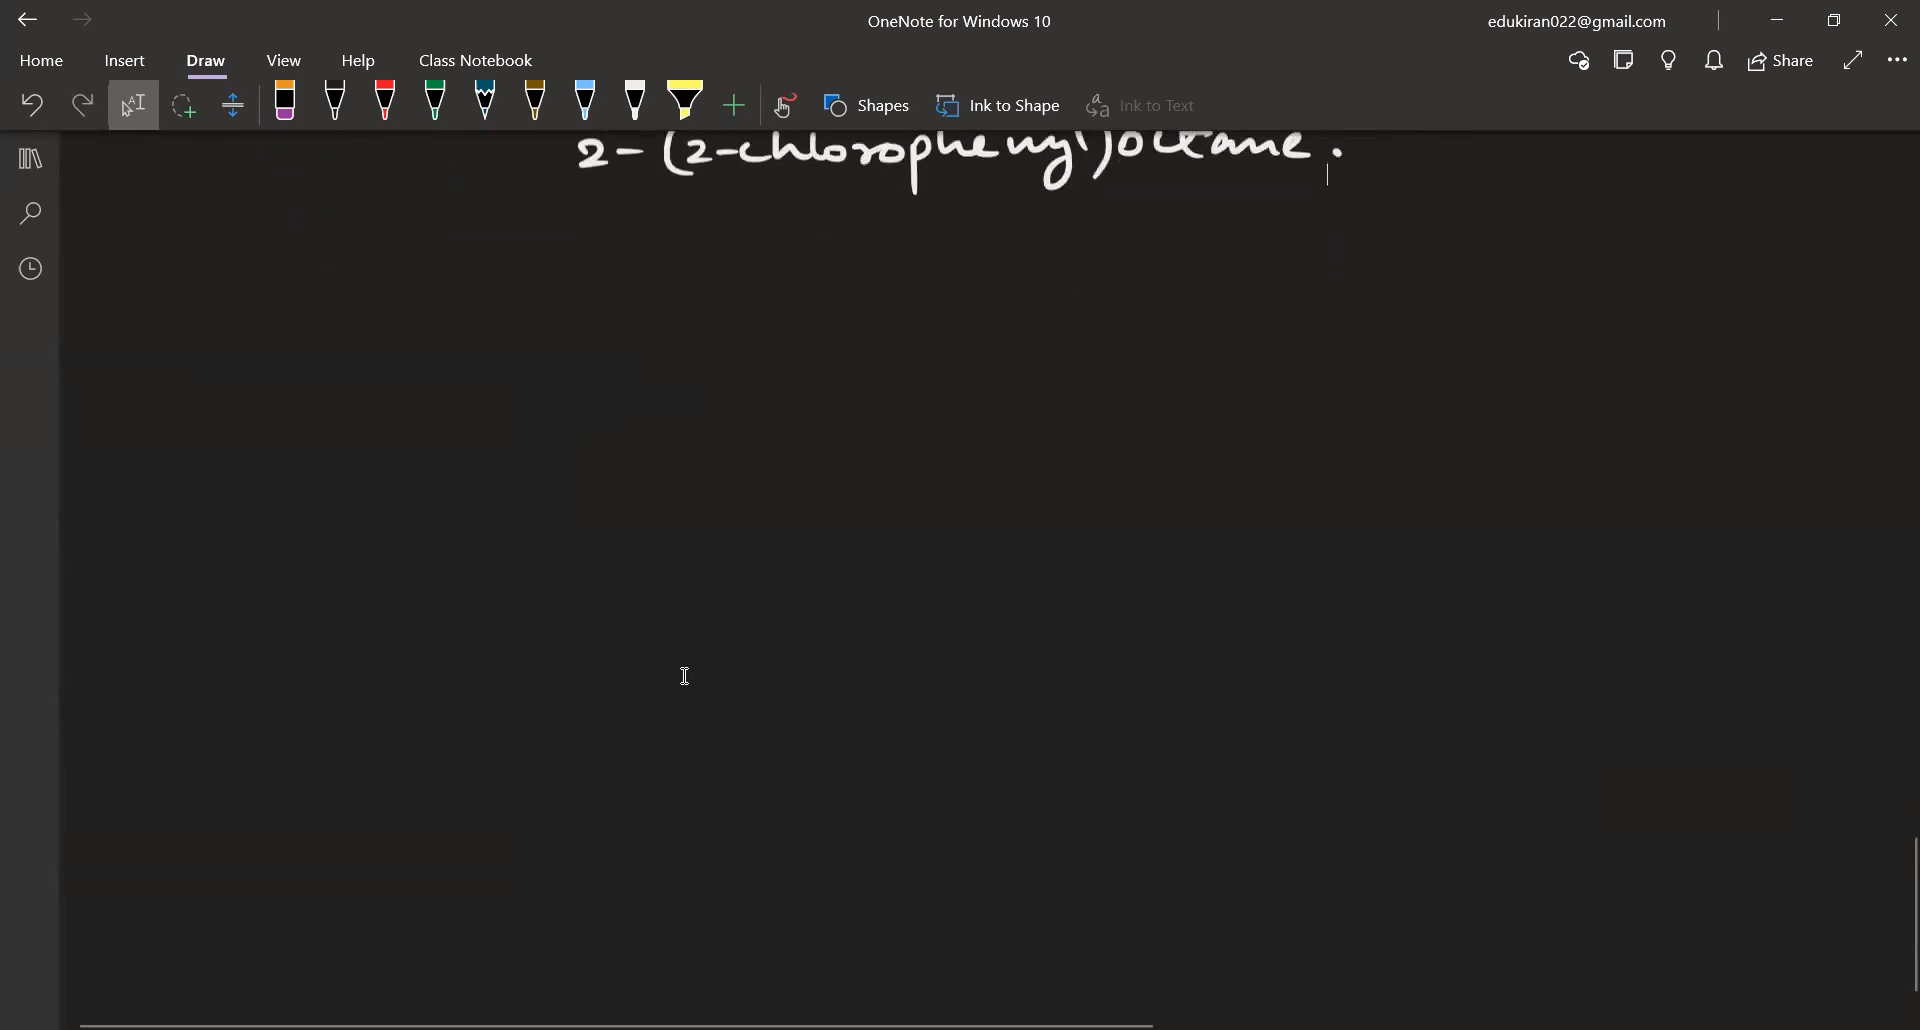 OneNote for Windows 10
edukiran022@gmail.com
Home Insert Draw View Help Class Notebook
Share
Shapes Ink to Shape Ink to Text
2-(2-chlorophenyl)octane.